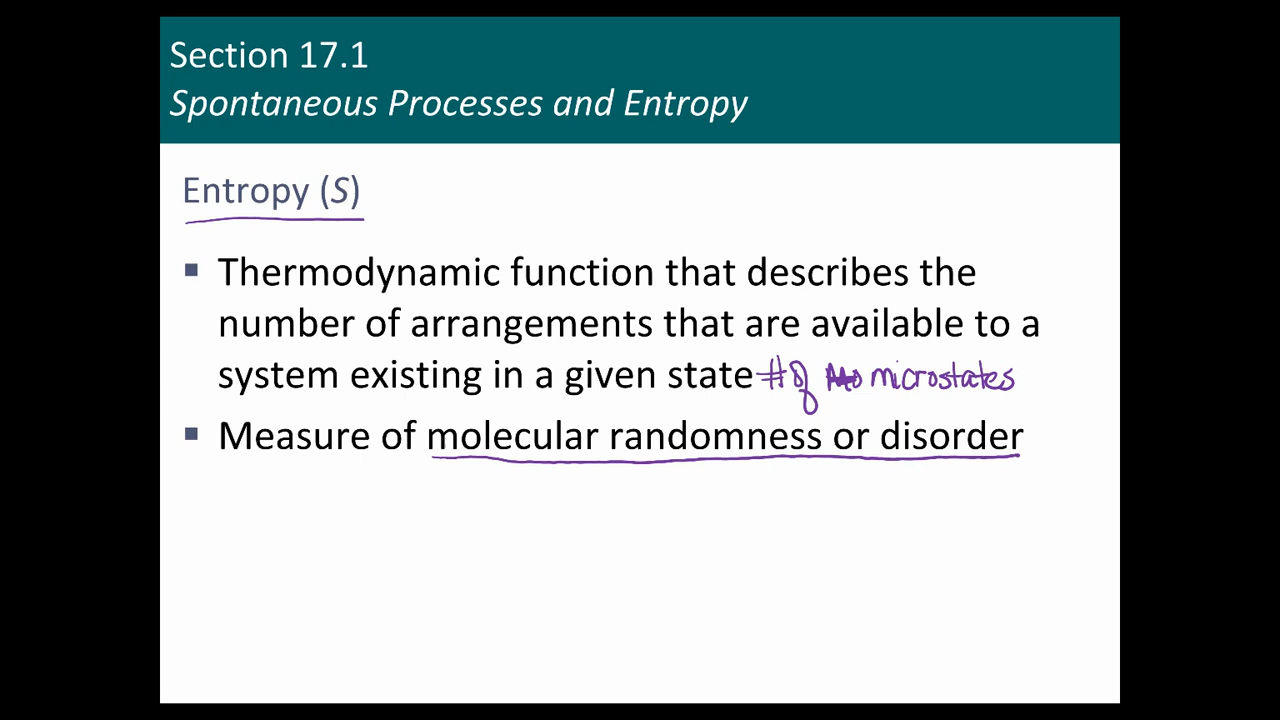 Section 17.1
Spontaneous Processes and Entropy
Entropy (S)
▪ Thermodynamic function that describes the
number of arrangements that are available to a
system existing in a given state # of microstates
▪ Measure of molecular randomness or disorder